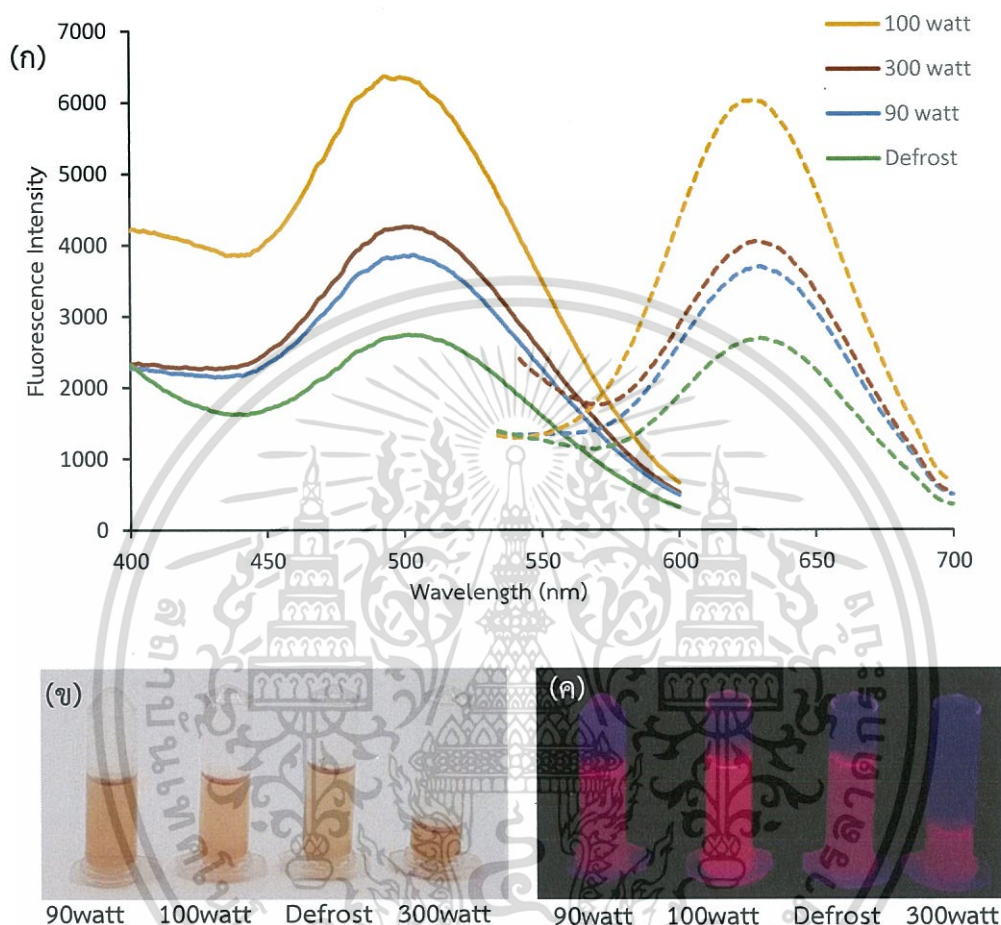 (ก)
7000
6000
5000
4000
3000
2000
1000
0
Fluorescence Intensity
400
450
500
550
600
650
700
Wavelength (nm)
100 watt
300 watt
90 watt
Defrost
(ข)
90watt 100watt Defrost 300watt
(ค)
90watt 100watt Defrost 300watt